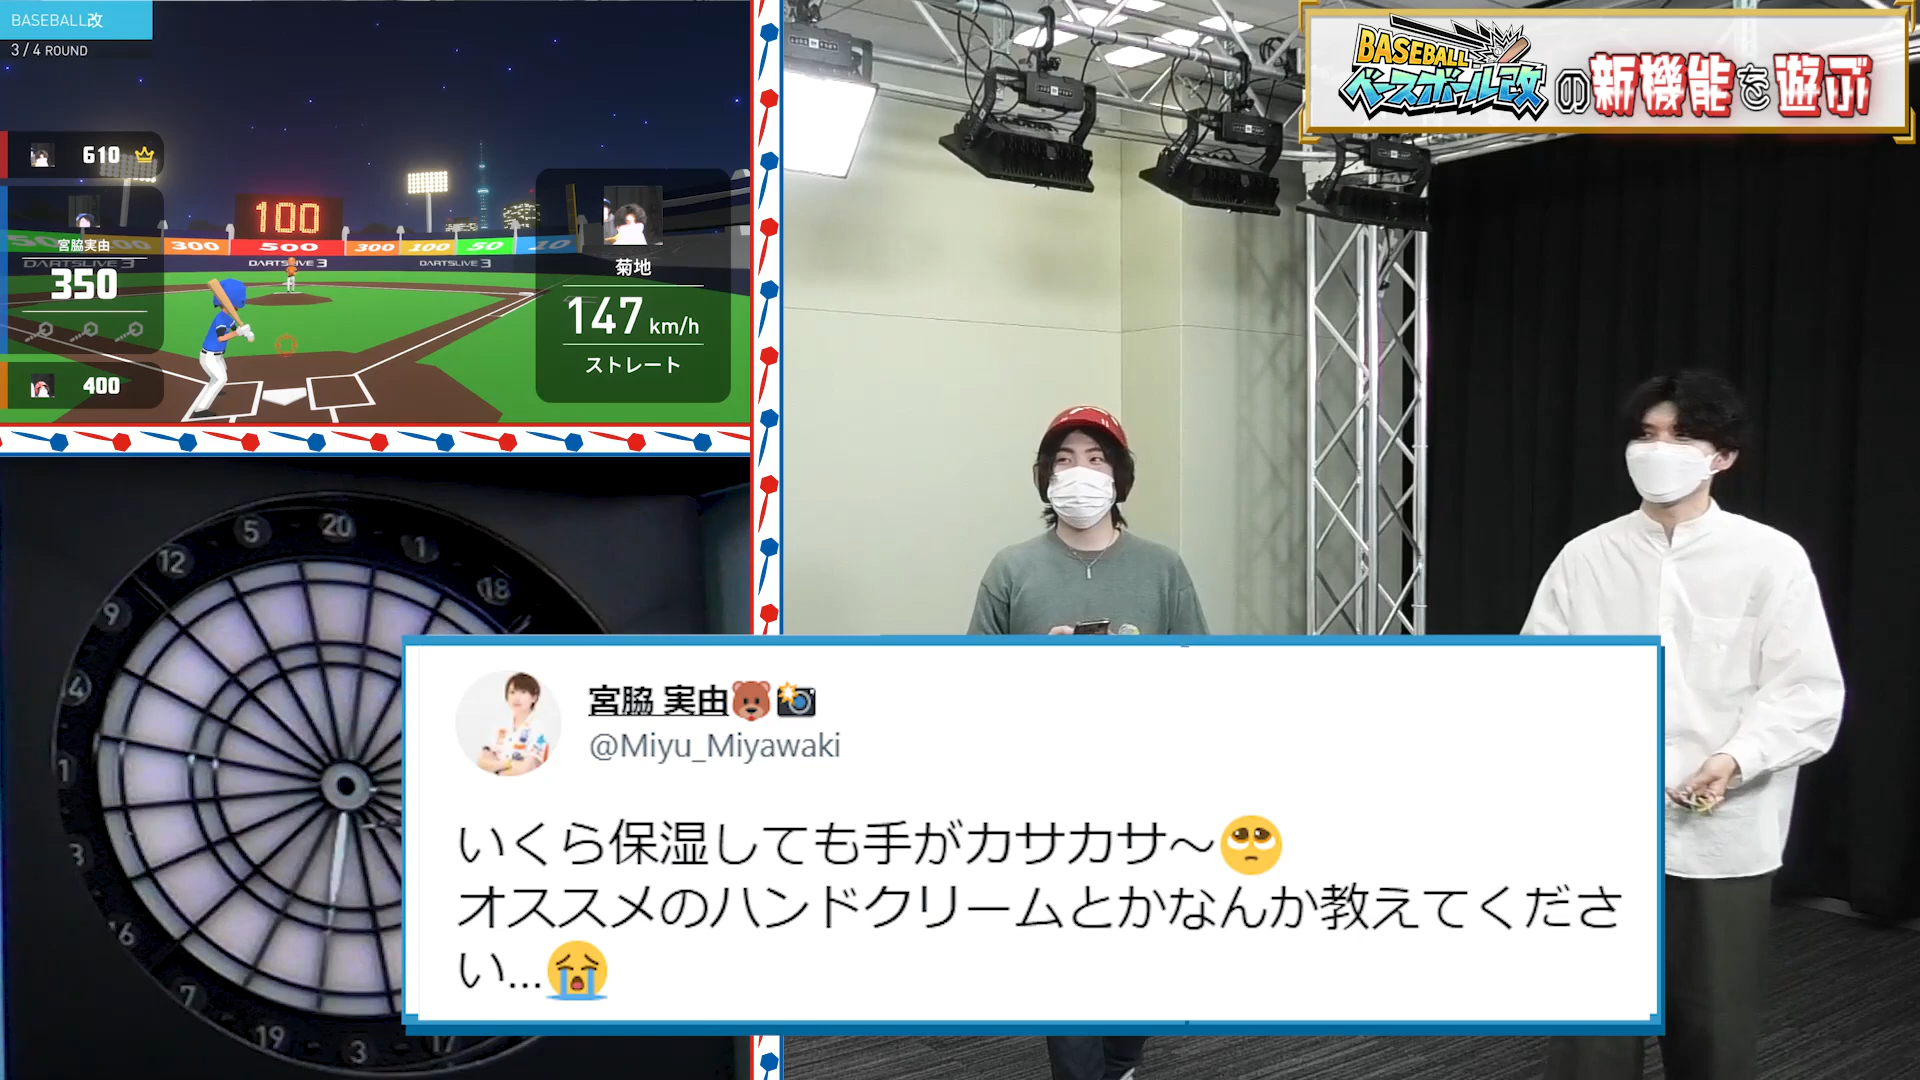 BASEBALL改
3/4 ROUND
610
宮脇実由
350
400
100
300
500
300
100
50
10
DARTSLIVE 3
DARTSLIVE 3
DARTSLIVE 3
菊地
147 km/h
ストレート
BASEBALL
ベースボール改の新機能を遊ぶ
5
20
1
12
18
9
14
16
7
19
3
17
宮脇 実由🐻📸
@Miyu_Miyawaki
いくら保湿しても手がカサカサ～🥺
オススメのハンドクリームとかなんか教えてくださ
い...😭